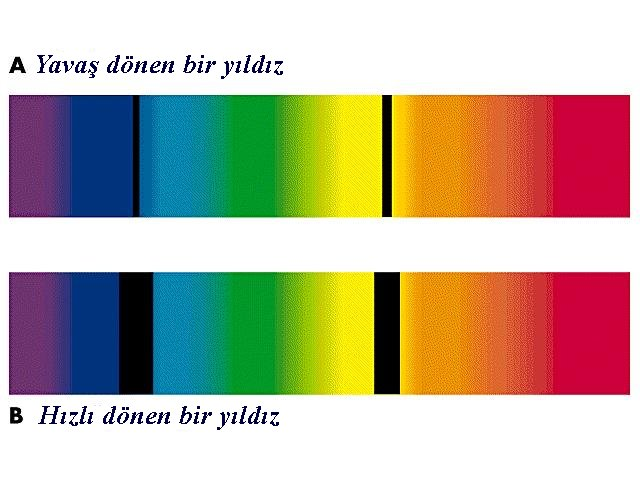 A Yavaş dönen bir yıldız
B Hızlı dönen bir yıldız